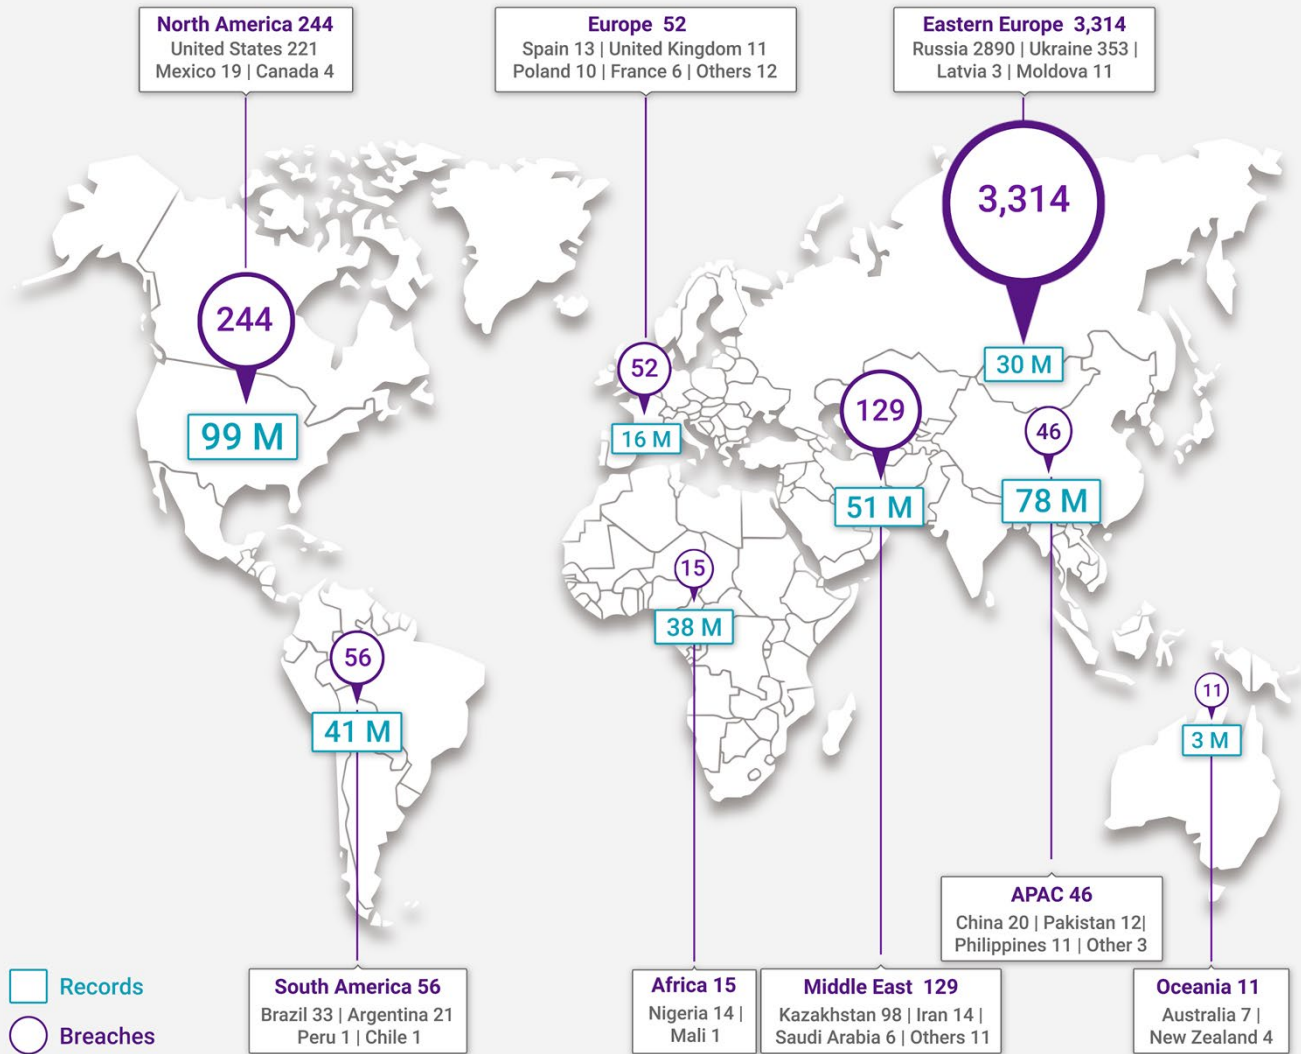 North America 244
United States 221
Mexico 19 | Canada 4
Europe 52
Spain 13 | United Kingdom 11
Poland 10 | France 6 | Others 12
Eastern Europe 3,314
Russia 2890 | Ukraine 353 |
Latvia 3 | Moldova 11
3,314
244
99 M
52
16 M
30 M
129
51 M
46
78 M
15
38 M
56
41 M
11
3 M
APAC 46
China 20 | Pakistan 12|
Philippines 11 | Other 3
Records
Breaches
South America 56
Brazil 33 | Argentina 21
Peru 1 | Chile 1
Africa 15
Nigeria 14 |
Mali 1
Middle East 129
Kazakhstan 98 | Iran 14 |
Saudi Arabia 6 | Others 11
Oceania 11
Australia 7 |
New Zealand 4